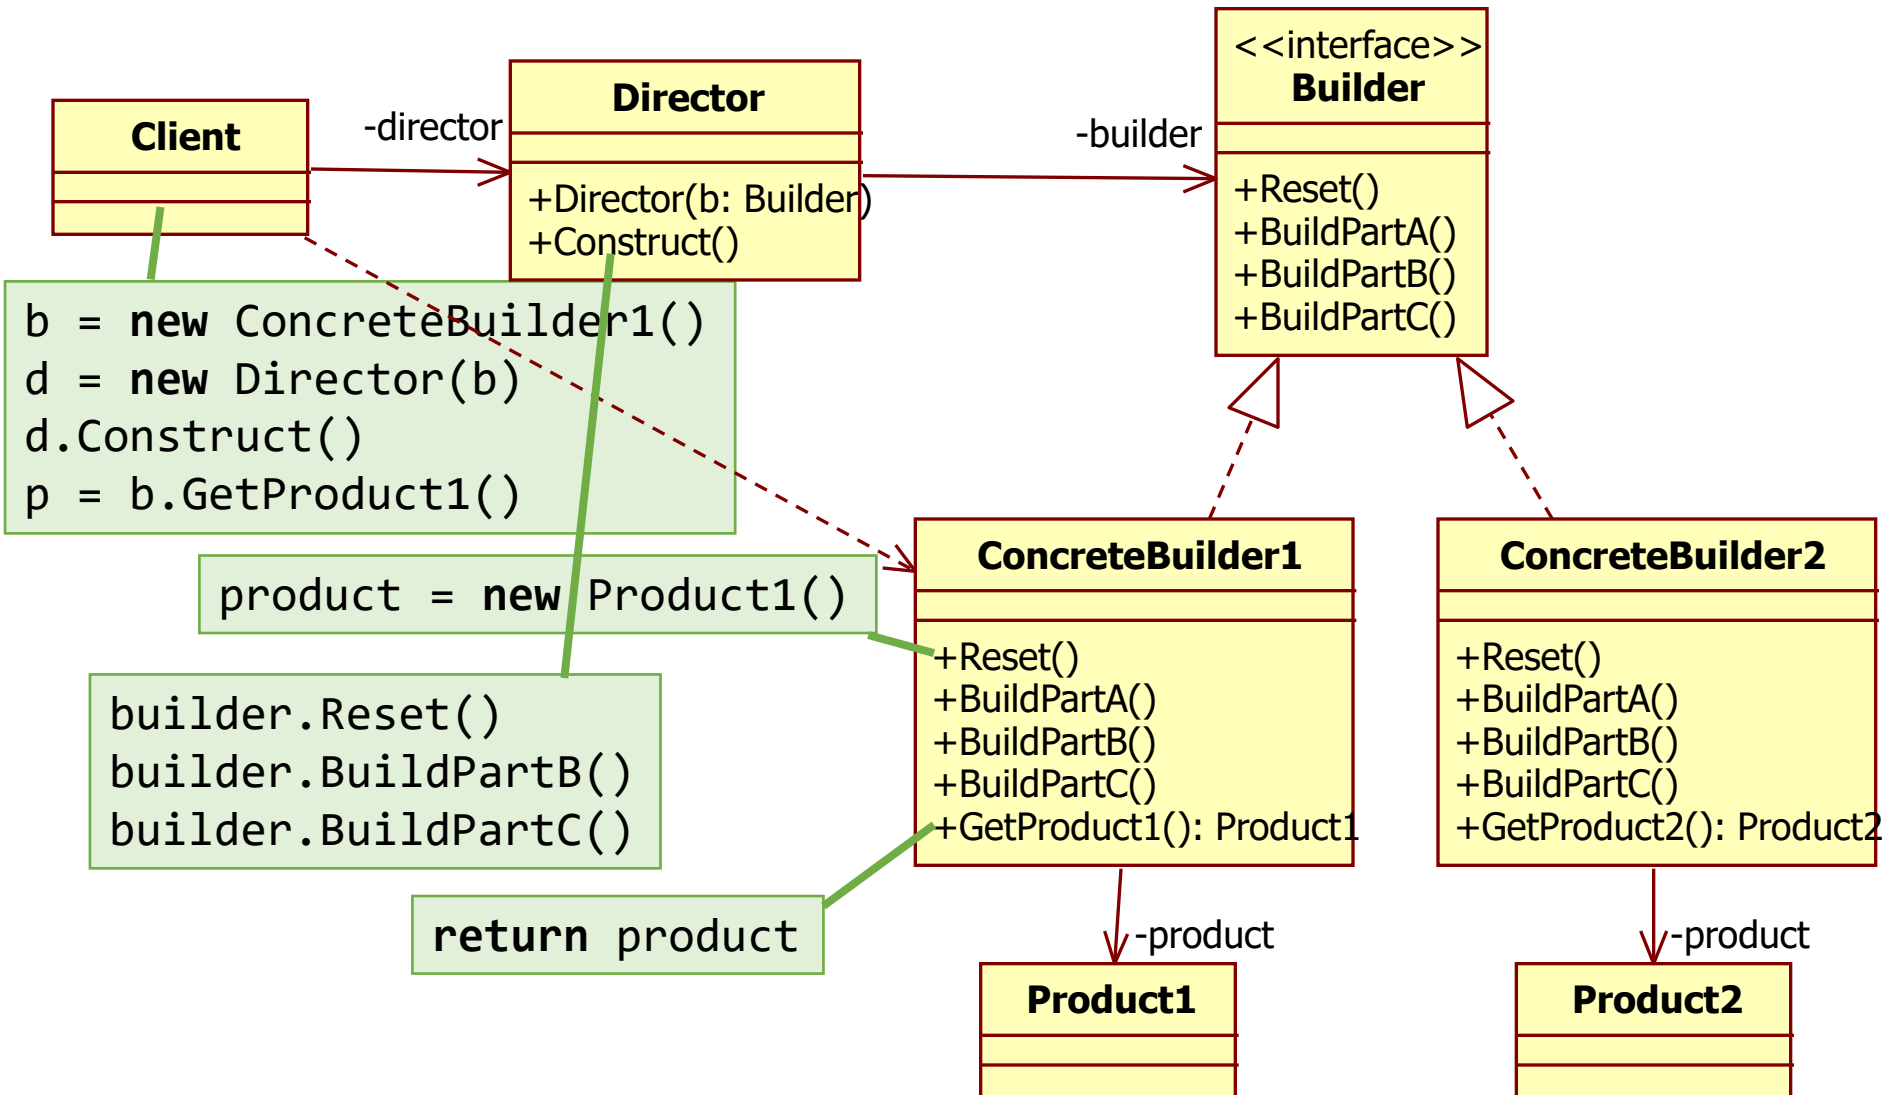 Client
-director
Director
+Director(b: Builder)
+Construct()
-builder
<<interface>>
Builder
+Reset()
+BuildPartA()
+BuildPartB()
+BuildPartC()
b = new ConcreteBuilder1()
d = new Director(b)
d.Construct()
p = b.GetProduct1()
product = new Product1()
builder.Reset()
builder.BuildPartB()
builder.BuildPartC()
return product
ConcreteBuilder1
+Reset()
+BuildPartA()
+BuildPartB()
+BuildPartC()
+GetProduct1(): Product1
ConcreteBuilder2
+Reset()
+BuildPartA()
+BuildPartB()
+BuildPartC()
+GetProduct2(): Product2
-product
Product1
-product
Product2